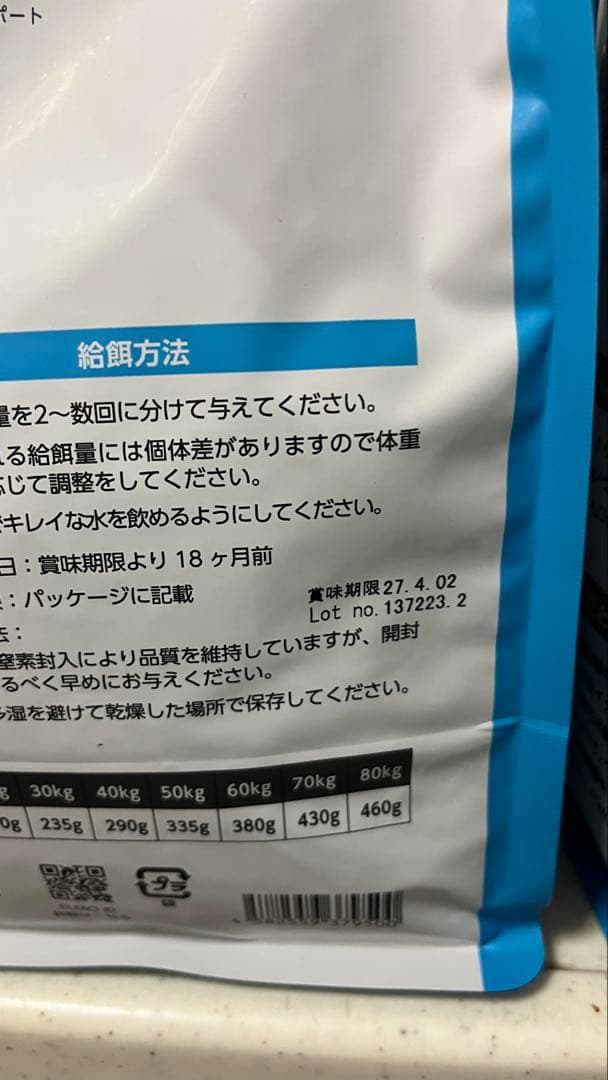 ポート
給餌方法
量を2〜数回に分けて与えてください。
る給餌量には個体差がありますので体重
じて調整をしてください。
キレイな水を飲めるようにしてください。
日：賞味期限より 18 ヶ月前
：パッケージに記載
賞味期限27.4.02
Lot no.137223.2
法：
窒素封入により品質を維持していますが、開封
るべく早めにお与えください。
多湿を避けて乾燥した場所で保存してください。
g 30kg 40kg 50kg 60kg 70kg 80kg
0g 235g 290g 335g 380g 430g 460g
プラ